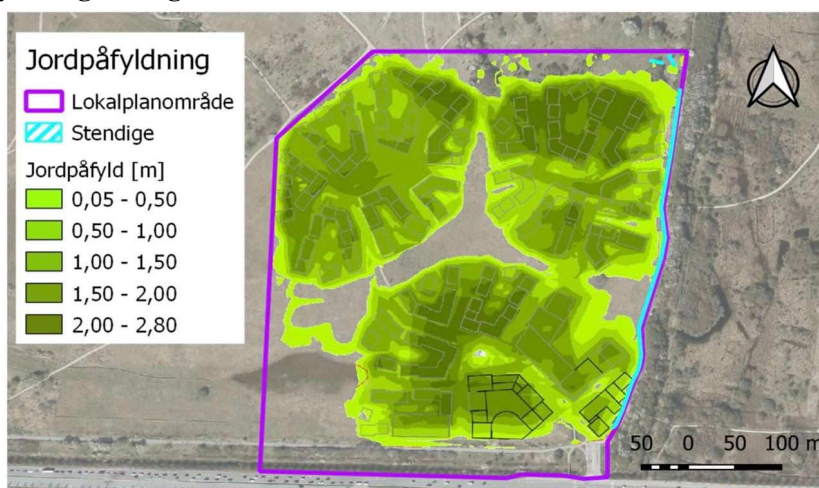 Jordpåfyldning
Lokalplanområde
Stendige
Jordpåfyld [m]
0,05 - 0,50
0,50 - 1,00
1,00 - 1,50
1,50 - 2,00
2,00 - 2,80
50 0 50 100 m